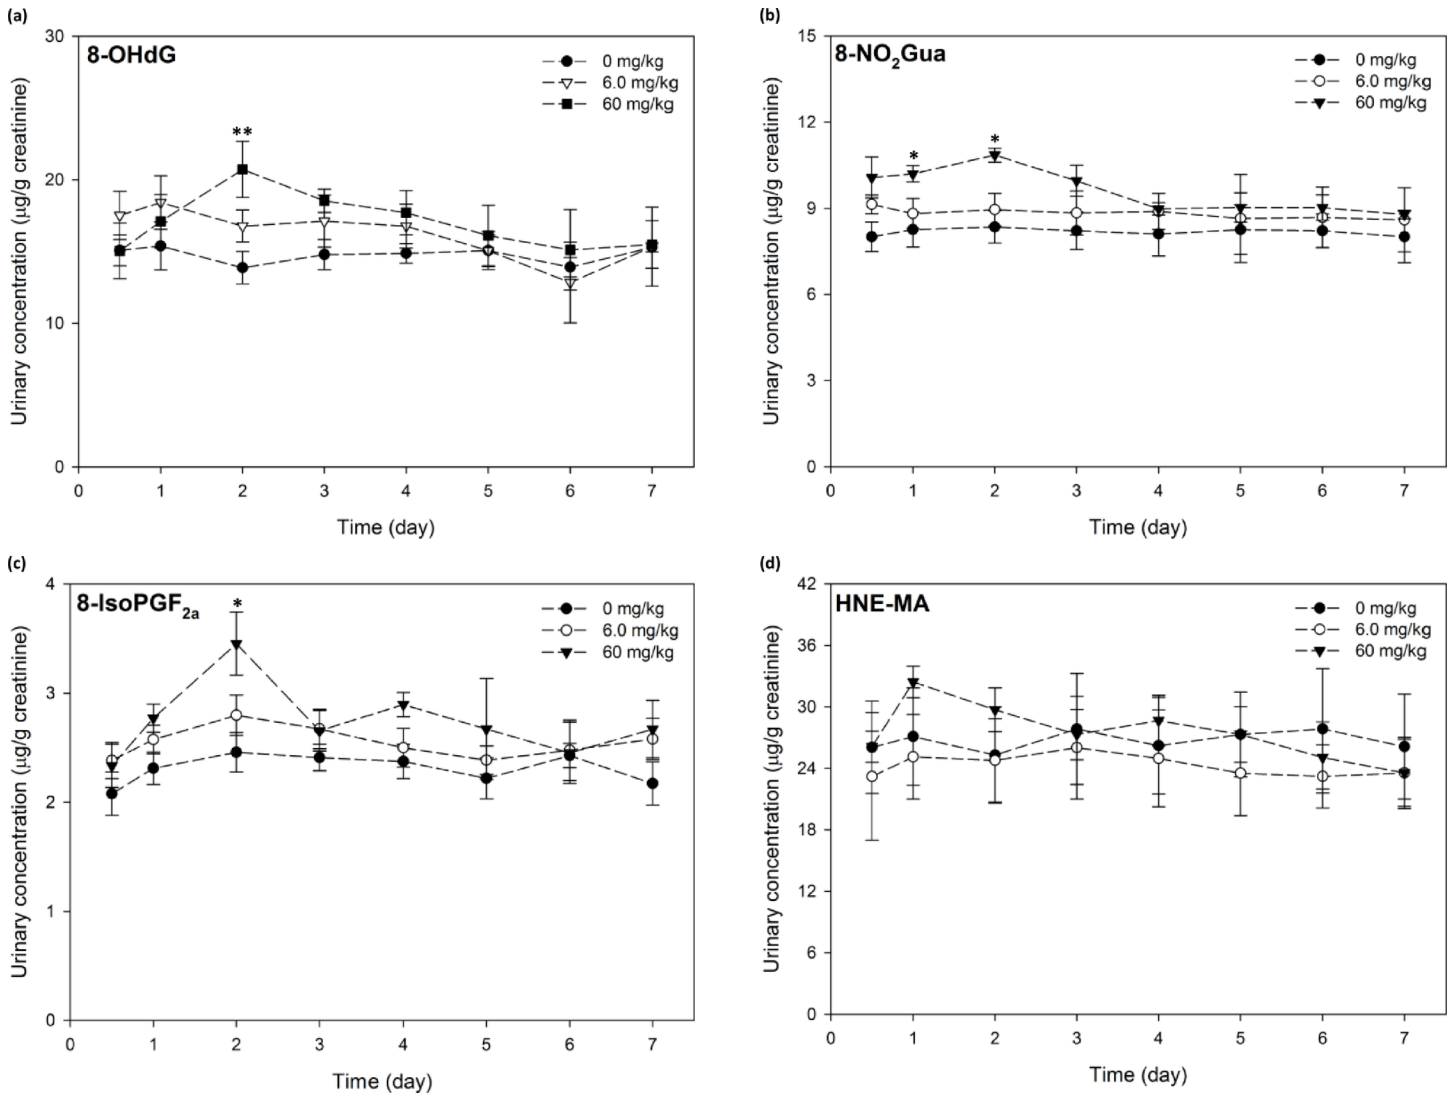 (a)
8-OHdG
0 mg/kg
6.0 mg/kg
60 mg/kg
**
Urinary concentration (μg/g creatinine)
30
20
10
0
0 1 2 3 4 5 6 7
Time (day)
(b)
8-NO2Gua
0 mg/kg
6.0 mg/kg
60 mg/kg
*
*
Urinary concentration (μg/g creatinine)
15
12
9
6
3
0
0 1 2 3 4 5 6 7
Time (day)
(c)
8-IsoPGF2a
0 mg/kg
6.0 mg/kg
60 mg/kg
*
Urinary concentration (μg/g creatinine)
4
3
2
1
0
0 1 2 3 4 5 6 7
Time (day)
(d)
HNE-MA
0 mg/kg
6.0 mg/kg
60 mg/kg
Urinary concentration (μg/g creatinine)
42
36
30
24
18
12
6
0
0 1 2 3 4 5 6 7
Time (day)